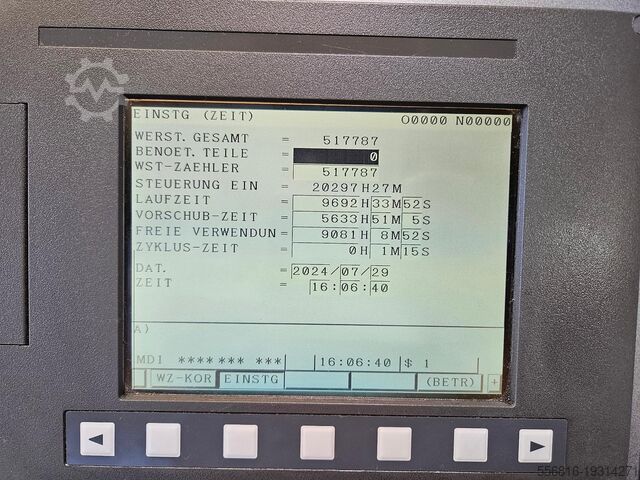 EINSTG (ZEIT) O0000 N00000
WERST. GESAMT = 517787
BENOET. TEILE = 0
WST-ZAEHLER = 517787
STEUERUNG EIN = 20297H27M
LAUFZEIT = 9692H33M52S
VORSCHUB-ZEIT = 5633H51M 5S
FREIE VERWENDUN= 9081H 8M52S
ZYKLUS-ZEIT = 0H 1M15S
DAT. = 2024/07/29
ZEIT = 16:06:40
A)
MDI **** *** *** 16:06:40 $ 1
WZ-KOR EINSTG (BETR) +
556816-19314271